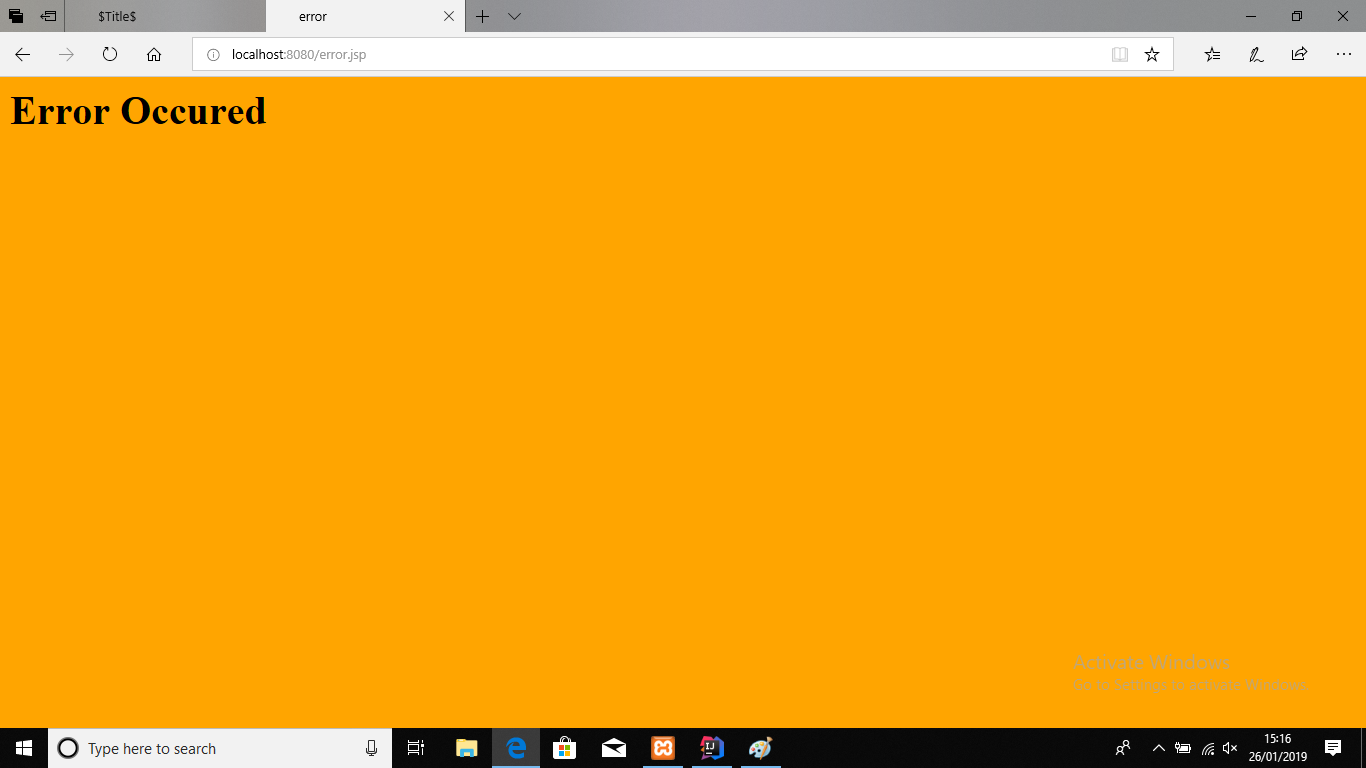 $Title$
error
localhost:8080/error.jsp
Error Occured
Activate Windows
Go to Settings to activate Windows.
Type here to search
IJ
15:16
26/01/2019